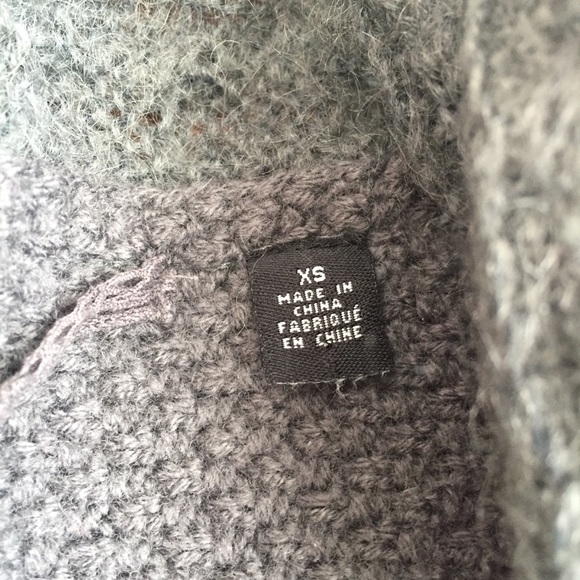 XS
MADE IN
CHINA
FABRIQUÉ
EN CHINE